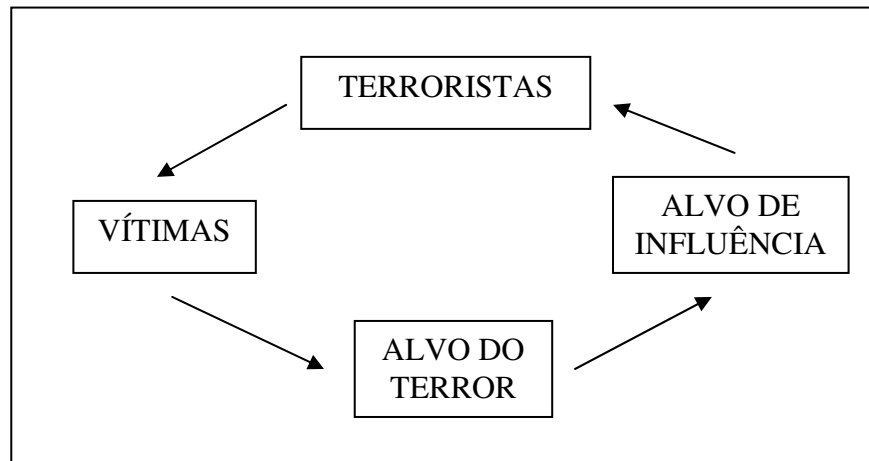 TERRORISTAS
VÍTIMAS
ALVO DE
INFLUÊNCIA
ALVO DO
TERROR